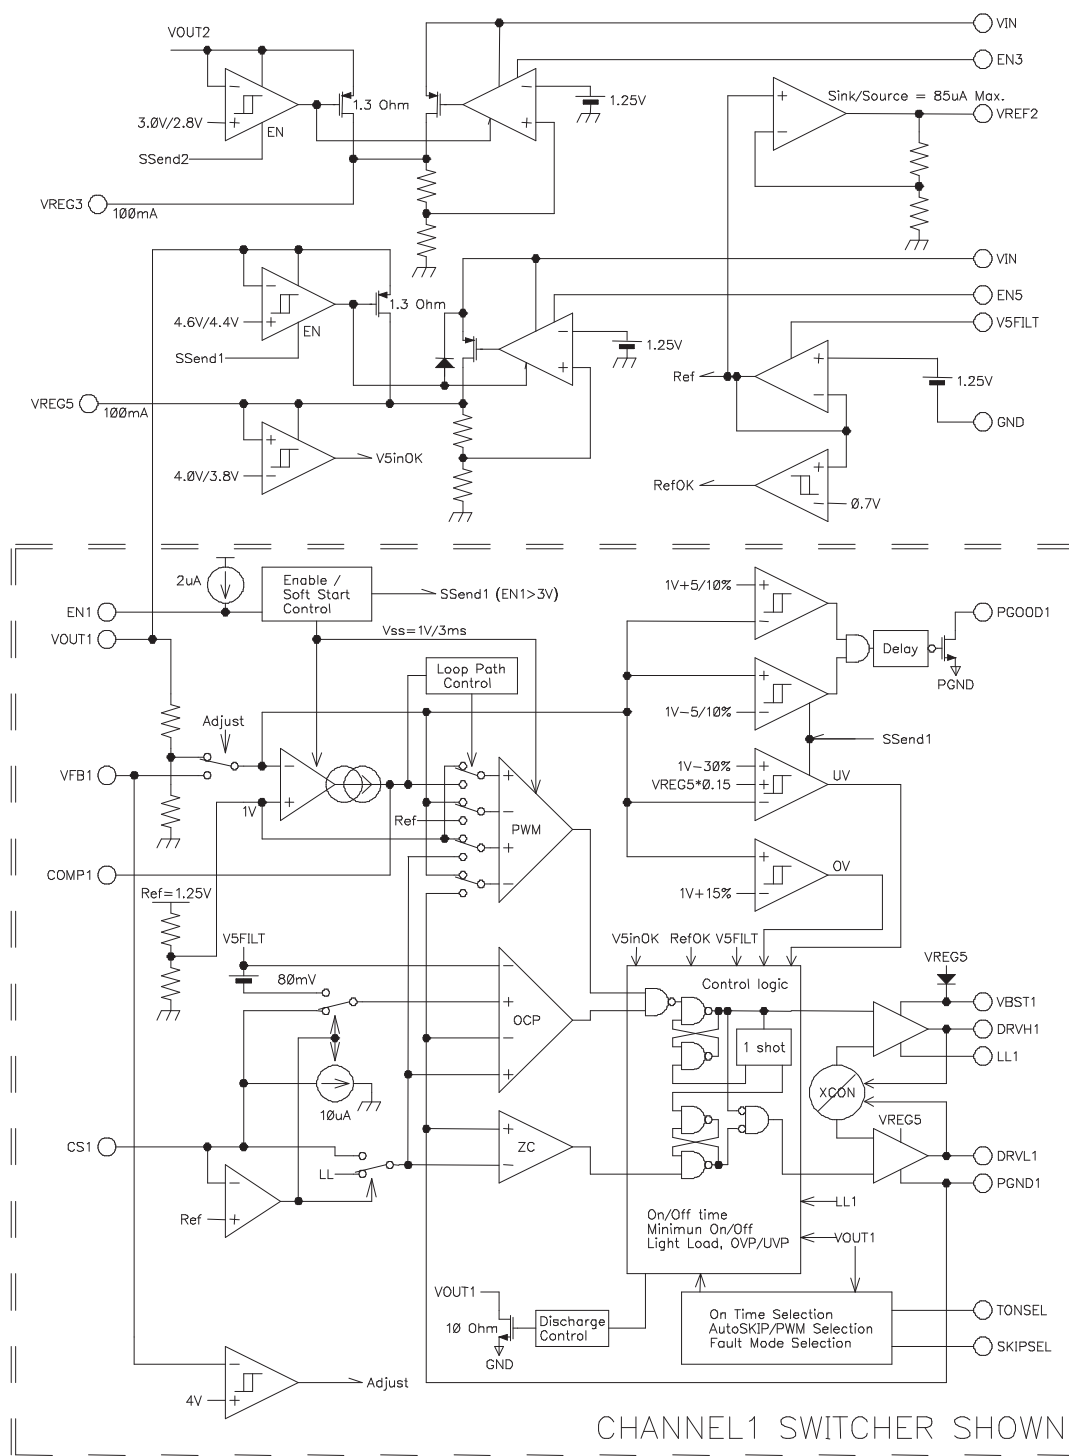 VOUT2
VIN
EN3
1.3 Ohm
1.25V
Sink/Source = 85uA Max.
VREF2
3.0V/2.8V
EN
SSend2
VREG3
100mA
VIN
EN5
1.3 Ohm
V5FILT
4.6V/4.4V
EN
SSend1
1.25V
Ref
1.25V
VREG5
100mA
GND
V5inOK
4.0V/3.8V
RefOK
0.7V
2uA
Enable /
Soft Start
Control
SSend1 (EN1>3V)
1V+5/10%
EN1
PGOOD1
VOUT1
Vss=1V/3ms
Delay
Loop Path
Control
PGND
1V-5/10%
Adjust
SSend1
VFB1
1V-30%
VREG5*0.15
UV
1V
Ref
PWM
COMP1
OV
Ref=1.25V
1V+15%
V5FILT
V5inOK
RefOK
V5FILT
VREG5
80mV
Control logic
VBST1
OCP
DRVH1
1 shot
LL1
10uA
XCON
VREG5
CS1
ZC
DRVL1
LL
PGND1
Ref
LL1
On/Off time
Minimun On/Off
Light Load, OVP/UVP
VOUT1
VOUT1
10 Ohm
Discharge
Control
GND
On Time Selection
AutoSKIP/PWM Selection
Fault Mode Selection
TONSEL
SKIPSEL
Adjust
4V
CHANNEL1 SWITCHER SHOWN